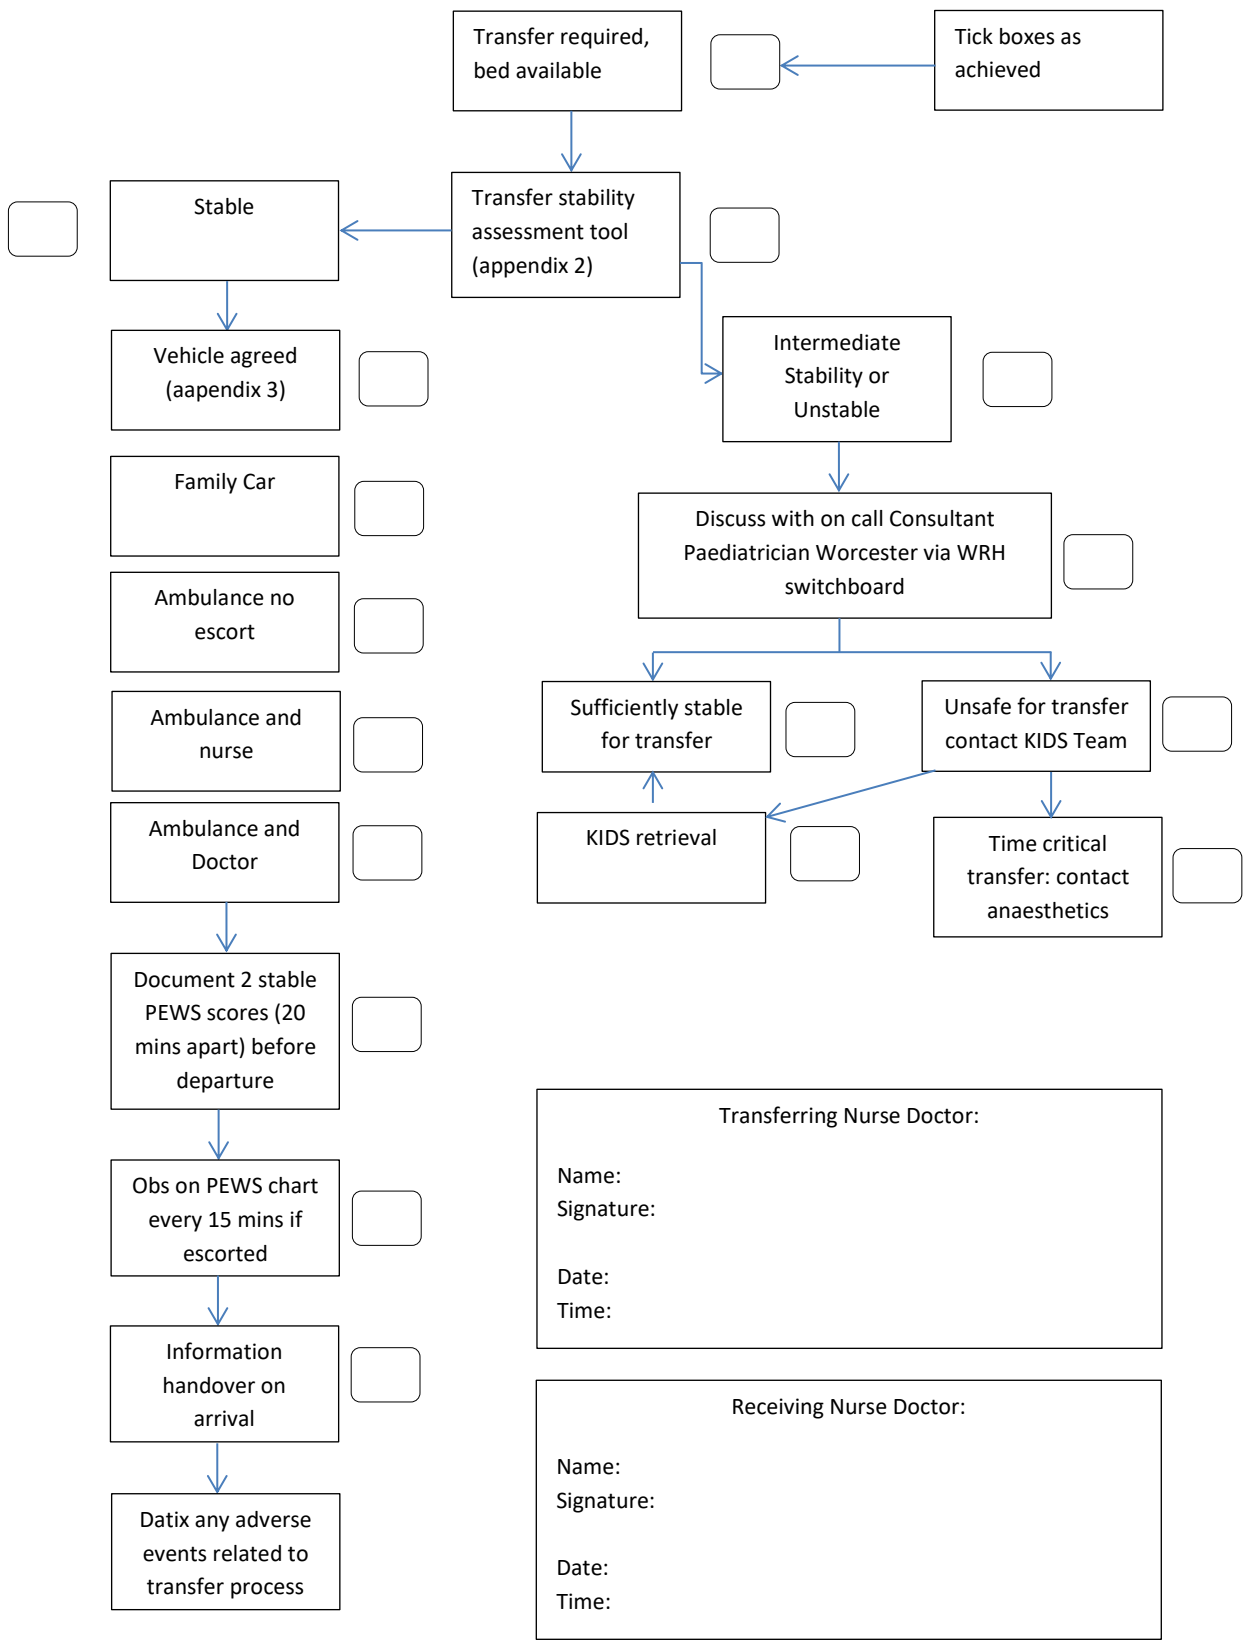 Transfer required,
bed available
Tick boxes as
achieved
Stable
Transfer stability
assessment tool
(appendix 2)
Vehicle agreed
(aapendix 3)
Intermediate
Stability or
Unstable
Family Car
Discuss with on call Consultant
Paediatrician Worcester via WRH
switchboard
Ambulance no
escort
Ambulance and
nurse
Sufficiently stable
for transfer
Unsafe for transfer
contact KIDS Team
Ambulance and
Doctor
KIDS retrieval
Time critical
transfer: contact
anaesthetics
Document 2 stable
PEWS scores (20
mins apart) before
departure
Obs on PEWS chart
every 15 mins if
escorted
Information
handover on
arrival
Datix any adverse
events related to
transfer process
Transferring Nurse Doctor:
Name:
Signature:
Date:
Time:
Receiving Nurse Doctor:
Name:
Signature:
Date:
Time: